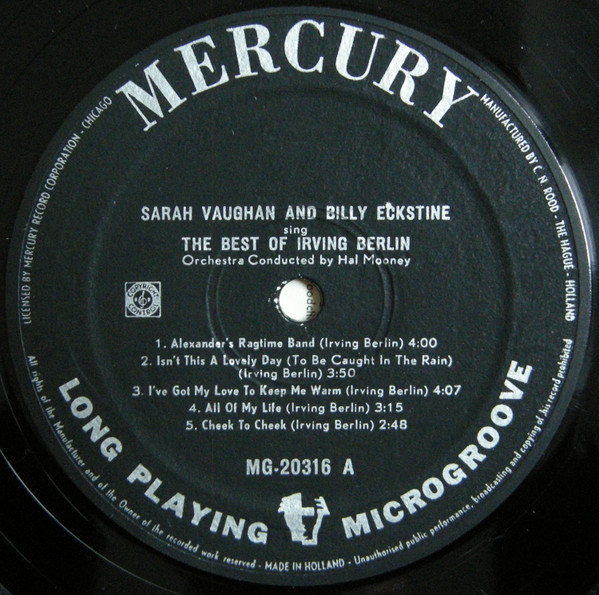 MERCURY
LICENSED BY MERCURY RECORD CORPORATION - CHICAGO
MANUFACTURED BY C. N. ROOD - THE HAGUE - HOLLAND
SARAH VAUGHAN AND BILLY ECKSTINE
sing
THE BEST OF IRVING BERLIN
Orchestra Conducted by Hal Mooney
COPYRIGHT
1. Alexander's Ragtime Band (Irving Berlin) 4:00
2. Isn't This A Lovely Day (To Be Caught In The Rain)
(Irving Berlin) 3:50
3. I've Got My Love To Keep Me Warm (Irving Berlin) 4:07
4. All Of My Life (Irving Berlin) 3:15
5. Cheek To Cheek (Irving Berlin) 2:48
MG-20316 A
LONG PLAYING MICROGROOVE
All rights of the Manufacturer and of the Owner of the recorded work reserved - MADE IN HOLLAND - Unauthorised public performance, broadcasting and copying of this record prohibited